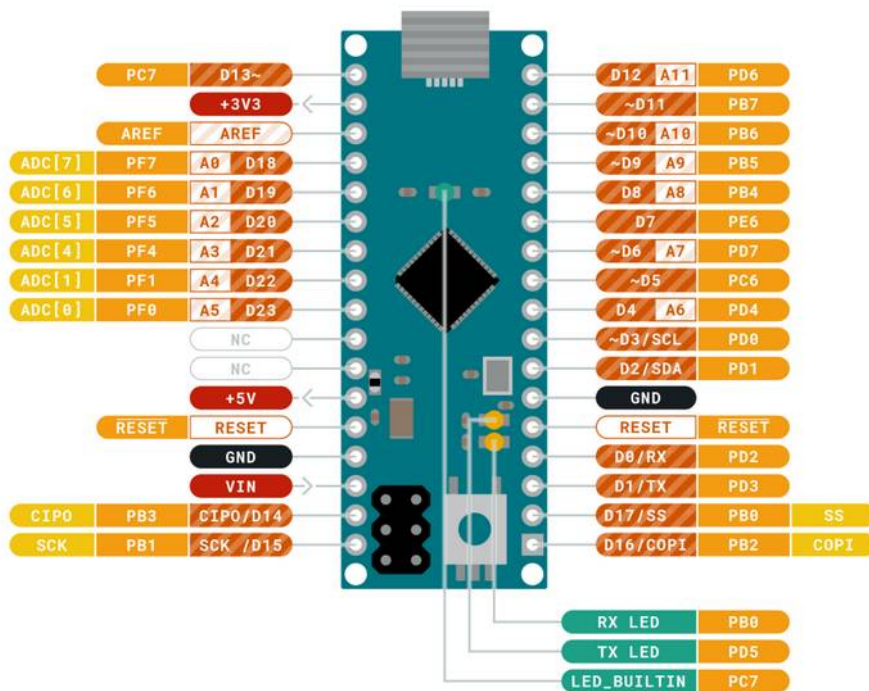 PC7 D13~
+3V3
AREF AREF
ADC[7] PF7 A0 D18
ADC[6] PF6 A1 D19
ADC[5] PF5 A2 D20
ADC[4] PF4 A3 D21
ADC[1] PF1 A4 D22
ADC[0] PF0 A5 D23
NC
NC
+5V
RESET RESET
GND
VIN
CIPO PB3 CIPO/D14
SCK PB1 SCK /D15
D12 A11 PD6
~D11 PB7
~D10 A10 PB6
~D9 A9 PB5
D8 A8 PB4
D7 PE6
~D6 A7 PD7
~D5 PC6
D4 A6 PD4
~D3/SCL PD0
D2/SDA PD1
GND
RESET RESET
D0/RX PD2
D1/TX PD3
D17/SS PB0 SS
D16/COPI PB2 COPI
RX LED PB0
TX LED PD5
LED_BUILTIN PC7